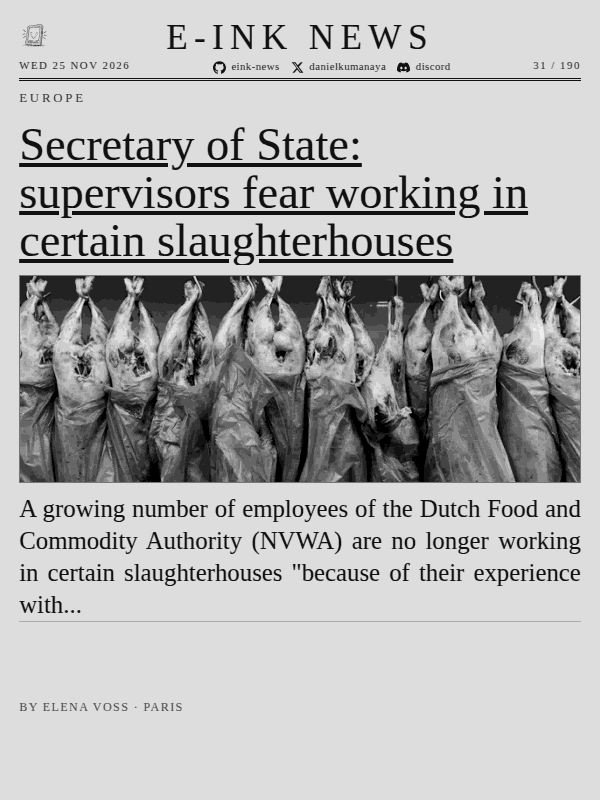 E-INK NEWS
WED 25 NOV 2026
eink-news
danielkumanaya
discord
31 / 190
EUROPE
Secretary of State:
supervisors fear working in
certain slaughterhouses
A growing number of employees of the Dutch Food and
Commodity Authority (NVWA) are no longer working
in certain slaughterhouses "because of their experience
with...
BY ELENA VOSS · PARIS